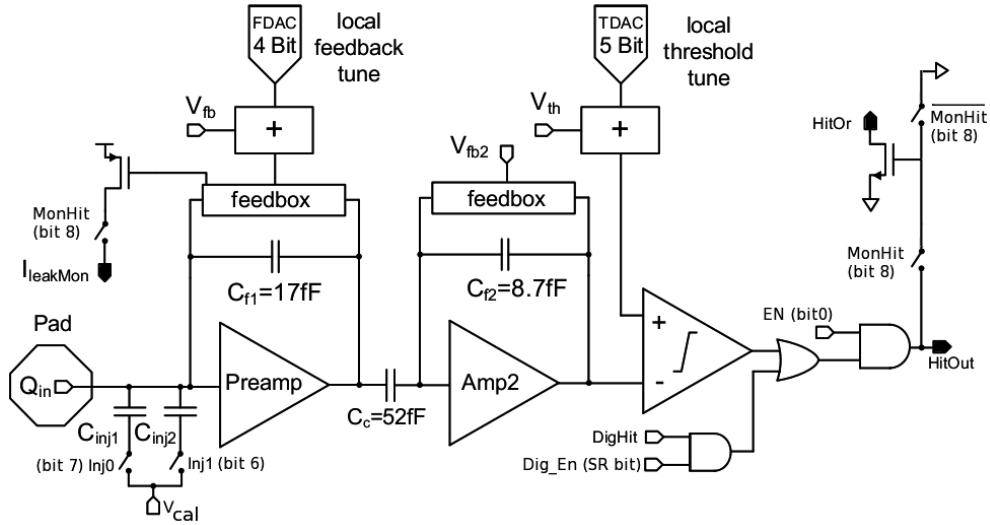 FDAC
4 Bit
local
feedback
tune
TDAC
5 Bit
local
threshold
tune
Vfb
+
Vth
+
Vfb2
HitOr
MonHit
(bit 8)
feedbox
feedbox
MonHit
(bit 8)
IleakMon
Cf1=17fF
Cf2=8.7fF
MonHit
(bit 8)
Pad
Qin
Preamp
Cc=52fF
Amp2
+
-
EN (bit0)
HitOut
Cinj1
Cinj2
(bit 7) Inj0
Inj1 (bit 6)
Vcal
DigHit
Dig_En (SR bit)